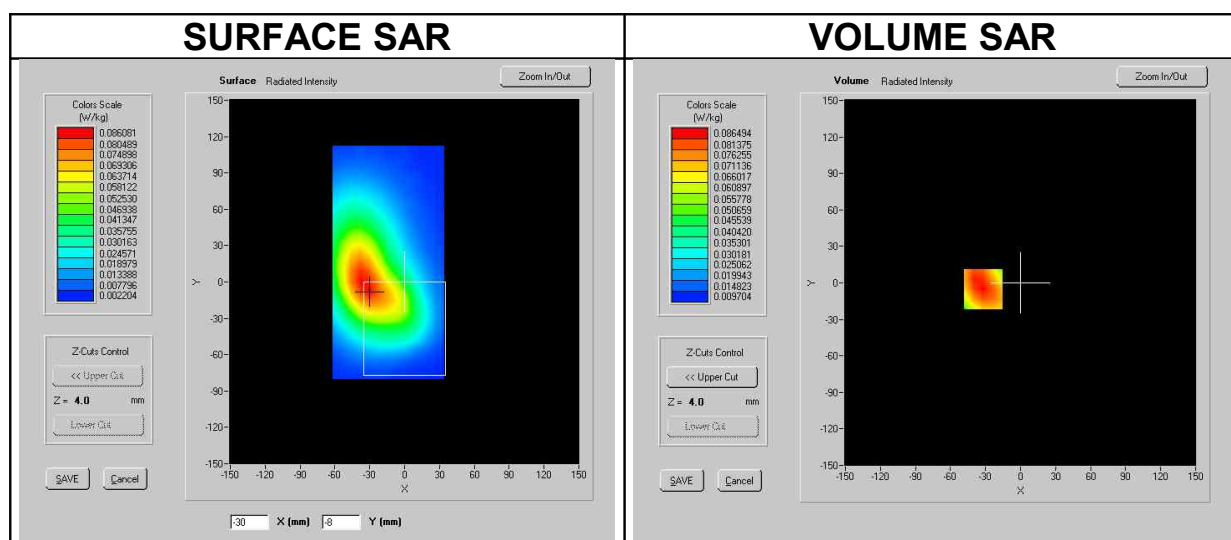 SURFACE SAR
VOLUME SAR
Surface Radiated Intensity
Zoom In/Out
Colors Scale
(W/kg)
0.086081
0.080489
0.074898
0.069306
0.063714
0.058122
0.052530
0.046938
0.041347
0.035755
0.030163
0.024571
0.018979
0.013388
0.007796
0.002204
Z-Cuts Control
<< Upper Cut
Z = 4.0 mm
Lower Cut
SAVE Cancel
150
120
90
60
30
0
-30
-60
-90
-120
-150
Y
-150 -120 -90 -60 -30 0 30 60 90 120 150
X
-30 X (mm) -8 Y (mm)
Volume Radiated Intensity
Zoom In/Out
Colors Scale
(W/kg)
0.086494
0.081375
0.076255
0.071136
0.066017
0.060897
0.055778
0.050659
0.045539
0.040420
0.035301
0.030181
0.025062
0.019943
0.014823
0.009704
Z-Cuts Control
<< Upper Cut
Z = 4.0 mm
Lower Cut
SAVE Cancel
150
120
90
60
30
0
-30
-60
-90
-120
-150
Y
-150 -120 -90 -60 -30 0 30 60 90 120 150
X